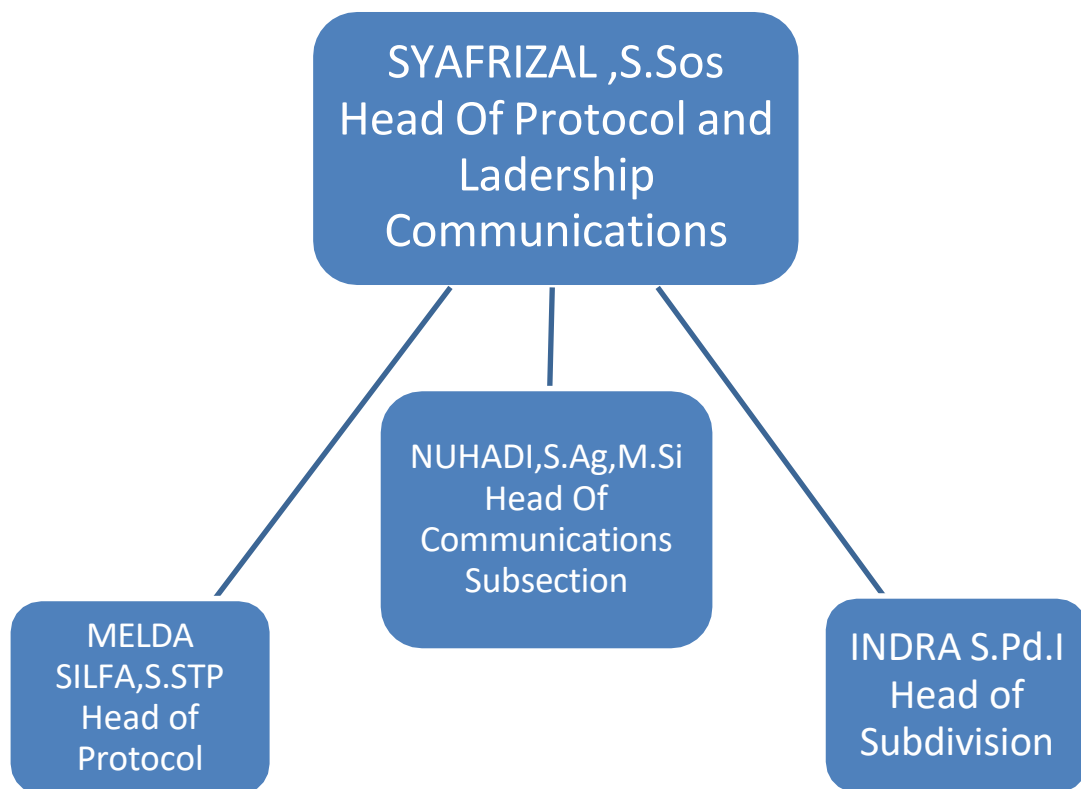 SYAFRIZAL ,S.Sos
Head Of Protocol and
Ladership
Communications
NUHADI,S.Ag,M.Si
Head Of
Communications
Subsection
MELDA
SILFA,S.STP
Head of
Protocol
INDRA S.Pd.I
Head of
Subdivision